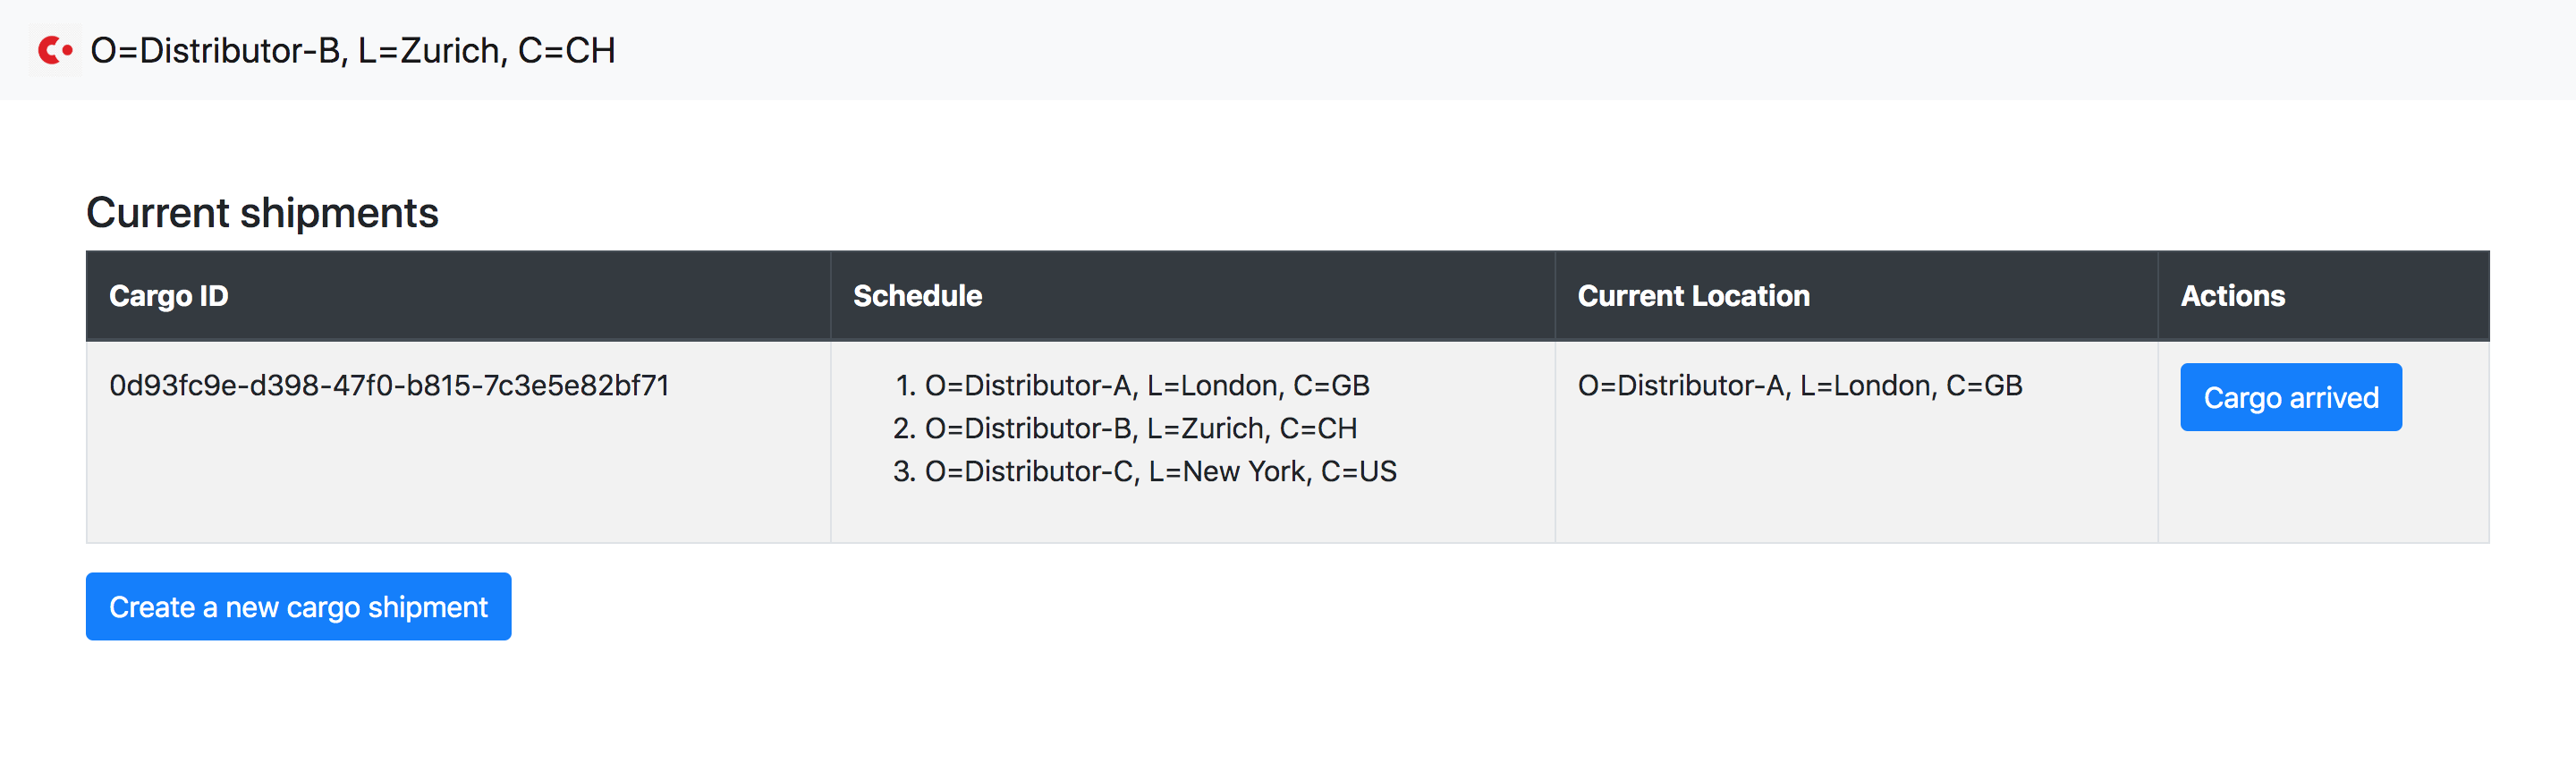 O=Distributor-B, L=Zurich, C=CH
Current shipments
Cargo ID Schedule Current Location Actions
0d93fc9e-d398-47f0-b815-7c3e5e82bf71 1. O=Distributor-A, L=London, C=GB O=Distributor-A, L=London, C=GB Cargo arrived
2. O=Distributor-B, L=Zurich, C=CH
3. O=Distributor-C, L=New York, C=US
Create a new cargo shipment